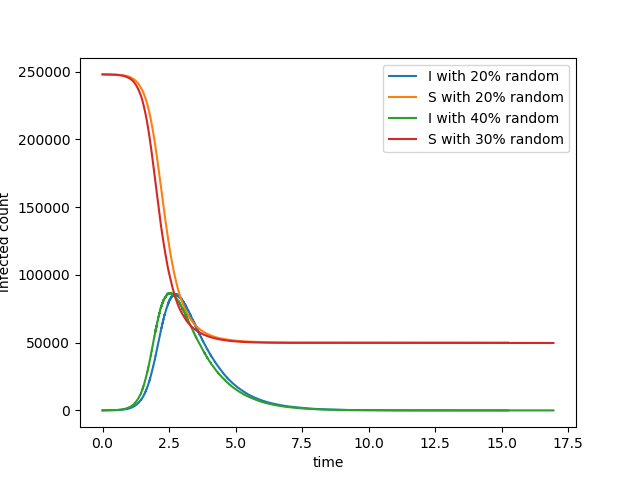 I with 20% random
S with 20% random
I with 40% random
S with 30% random
250000
200000
150000
100000
50000
0
Infected count
0.0 2.5 5.0 7.5 10.0 12.5 15.0 17.5
time